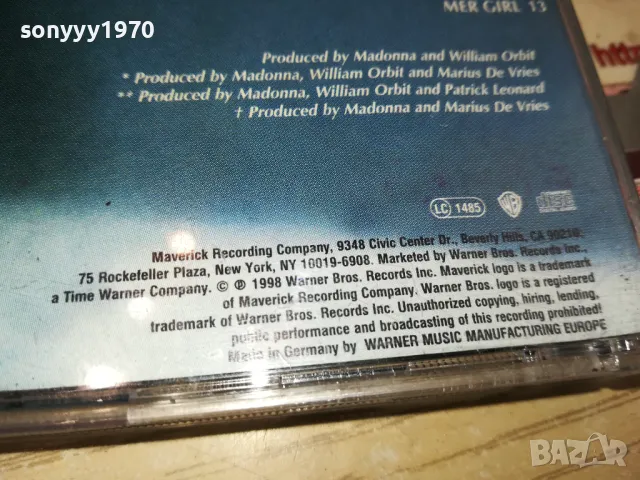 sonyyy1970
MER GIRL 13
Produced by Madonna and William Orbit
* Produced by Madonna, William Orbit and Marius De Vries
** Produced by Madonna, William Orbit and Patrick Leonard
† Produced by Madonna and Marius De Vries
LC 1485
Maverick Recording Company, 9348 Civic Center Dr., Beverly Hills, CA 90210,
75 Rockefeller Plaza, New York, NY 10019-6908. Marketed by Warner Bros. Records Inc.,
a Time Warner Company. © ℗ 1998 Warner Bros. Records Inc. Maverick logo is a trademark
of Maverick Recording Company. Warner Bros. logo is a registered
trademark of Warner Bros. Records Inc. Unauthorized copying, hiring, lending,
public performance and broadcasting of this recording prohibited!
Made in Germany by WARNER MUSIC MANUFACTURING EUROPE
BAZAR